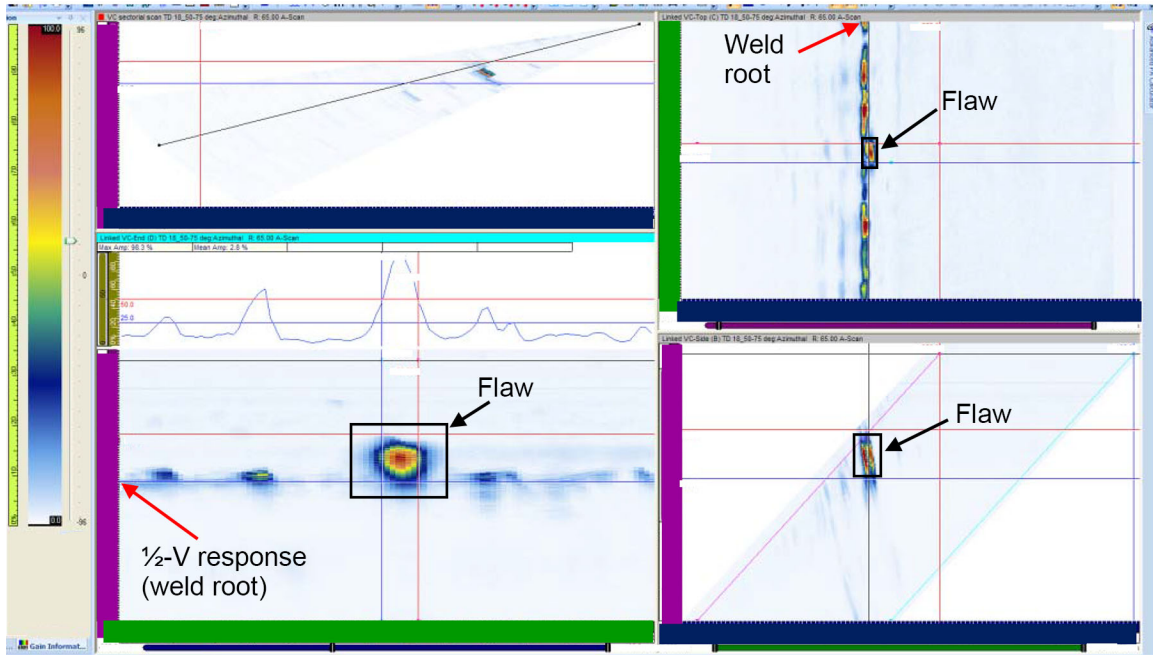 VC sectorial scan TD 18_50-75 deg:Azimuthal R: 65.00 A-Scan
Linked VC-Top (C) TD 18_50-75 deg:Azimuthal R: 65.00 A-Scan
100.0
96
0
-96
0.0
Weld
root
Flaw
Linked VC-End (D) TD 18_50-75 deg:Azimuthal R: 65.00 A-Scan
Max Amp: 96.3 %
Mean Amp: 2.8 %
50.0
25.0
Flaw
½-V response
(weld root)
Linked VC-Side (B) TD 18_50-75 deg:Azimuthal R: 65.00 A-Scan
Flaw
... Gain Informat...